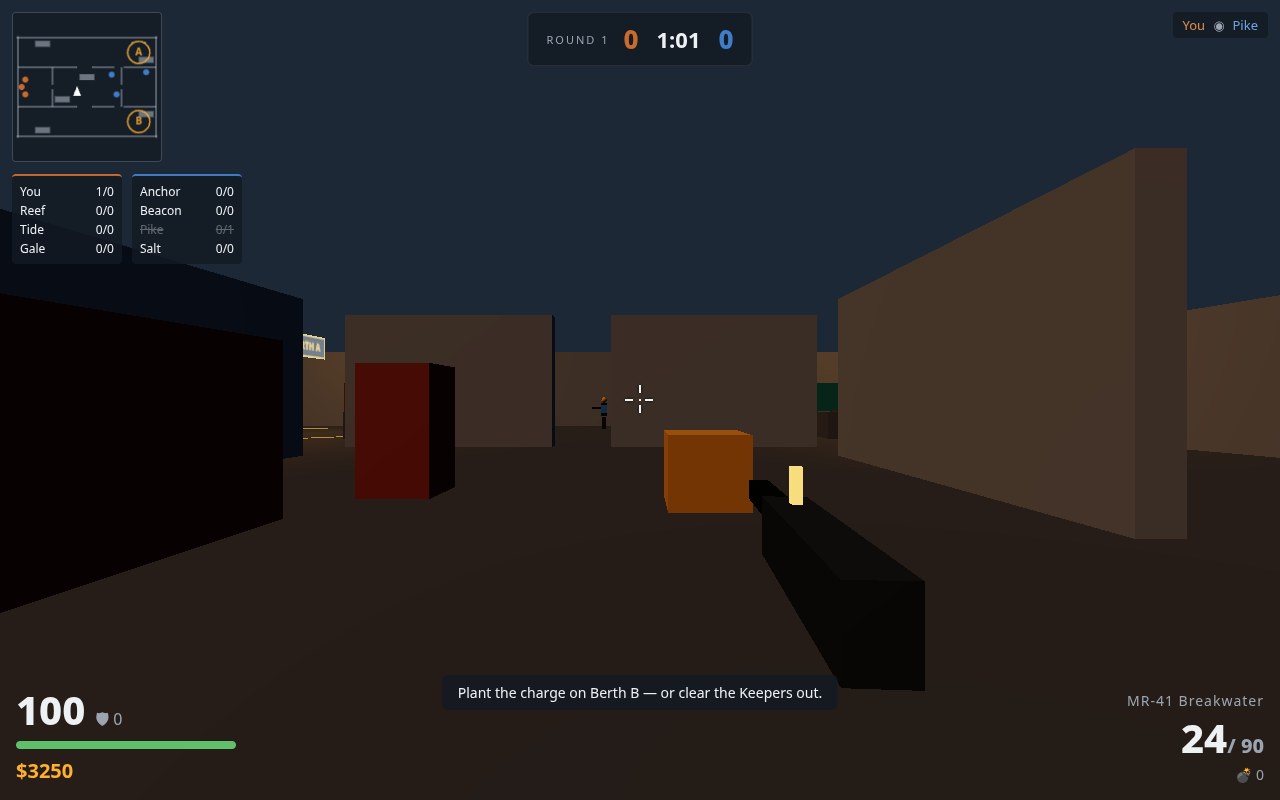 A
B
ROUND 1 0 1:01 0
You ◉ Pike
You 1/0
Reef 0/0
Tide 0/0
Gale 0/0
Anchor 0/0
Beacon 0/0
Pike 0/1
Salt 0/0
TH A
Plant the charge on Berth B — or clear the Keepers out.
100 0
$3250
MR-41 Breakwater
24/ 90
0